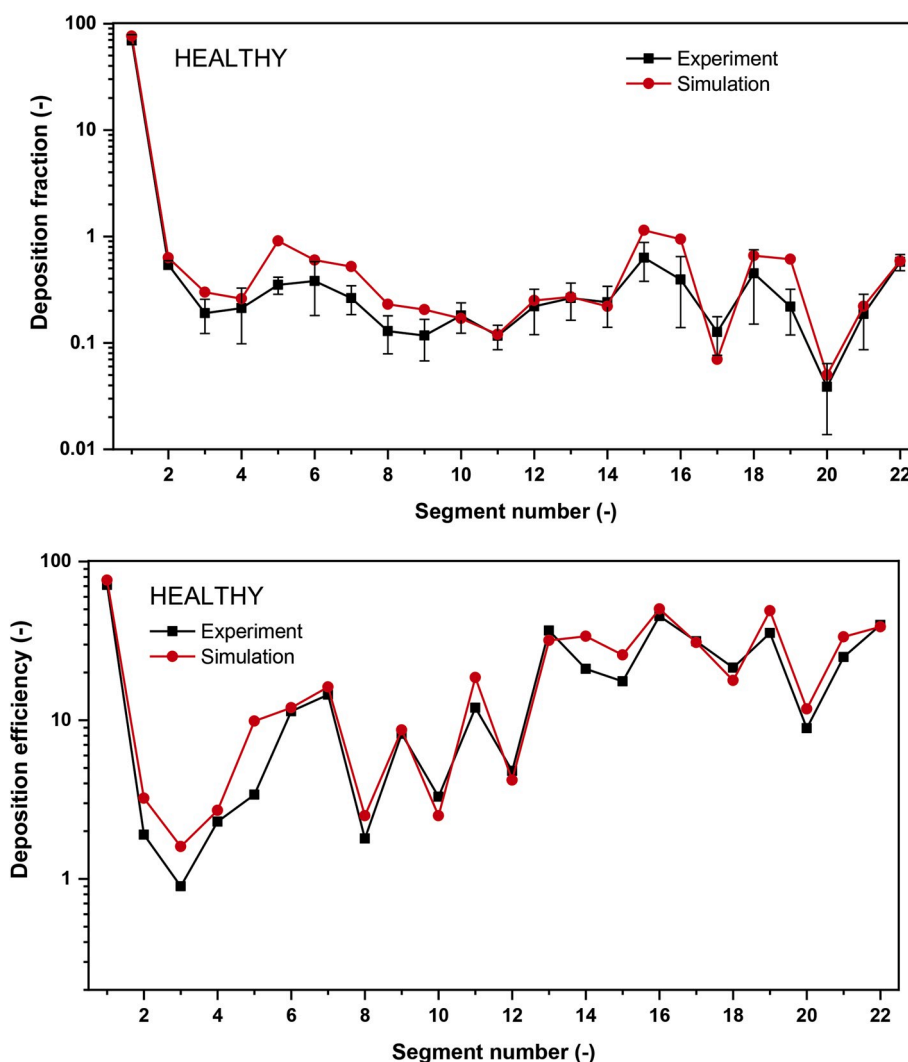 100
10
1
0.1
0.01
Deposition fraction (-)
HEALTHY
Experiment
Simulation
2 4 6 8 10 12 14 16 18 20 22
Segment number (-)
100
10
1
Deposition efficiency (-)
HEALTHY
Experiment
Simulation
2 4 6 8 10 12 14 16 18 20 22
Segment number (-)